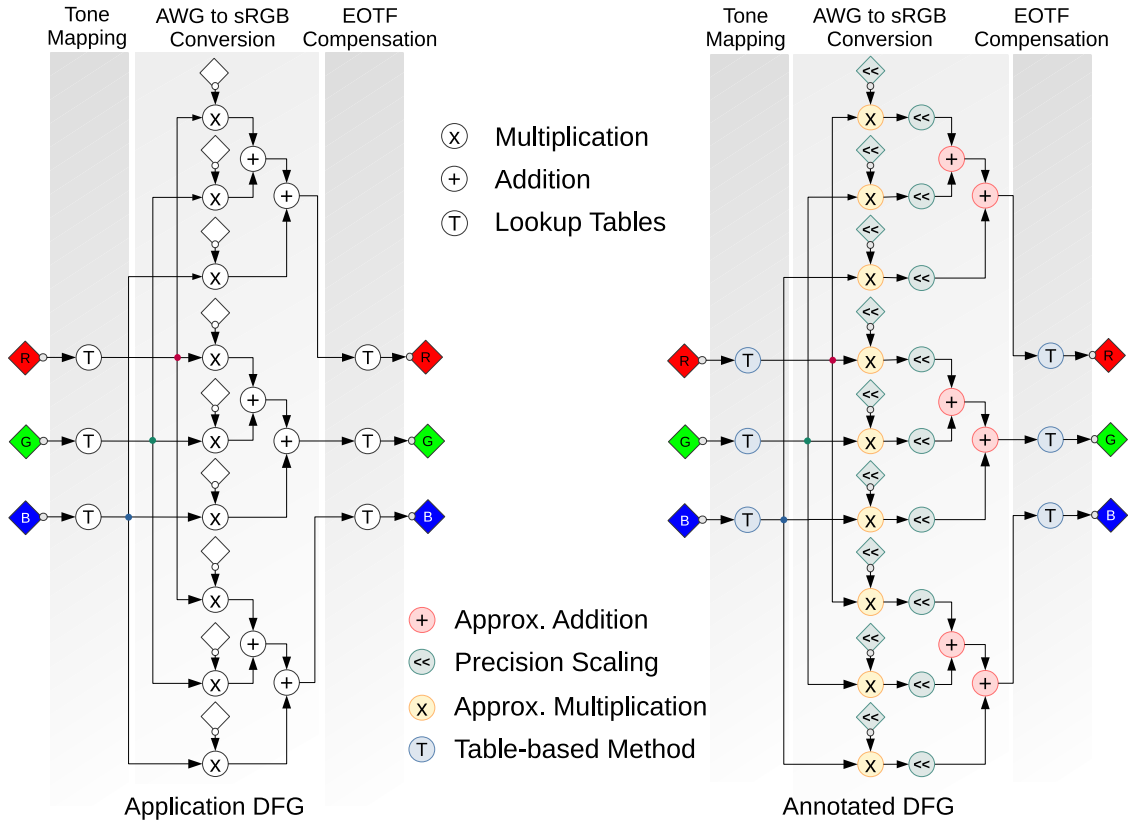 Tone
Mapping
AWG to sRGB
Conversion
EOTF
Compensation
x
+
x
+
x
R
T
x
T
R
+
x
G
T
+
T
G
x
B
T
T
B
x
+
x
+
x
Application DFG
x Multiplication
+ Addition
T Lookup Tables
+ Approx. Addition
<< Precision Scaling
x Approx. Multiplication
T Table-based Method
Tone
Mapping
AWG to sRGB
Conversion
EOTF
Compensation
<<
x <<
+
<<
x <<
+
<<
x <<
<<
R
T
x <<
T
R
+
<<
G
T
x <<
+
T
G
<<
B
T
x <<
T
B
<<
x <<
+
<<
x <<
+
<<
x <<
Annotated DFG